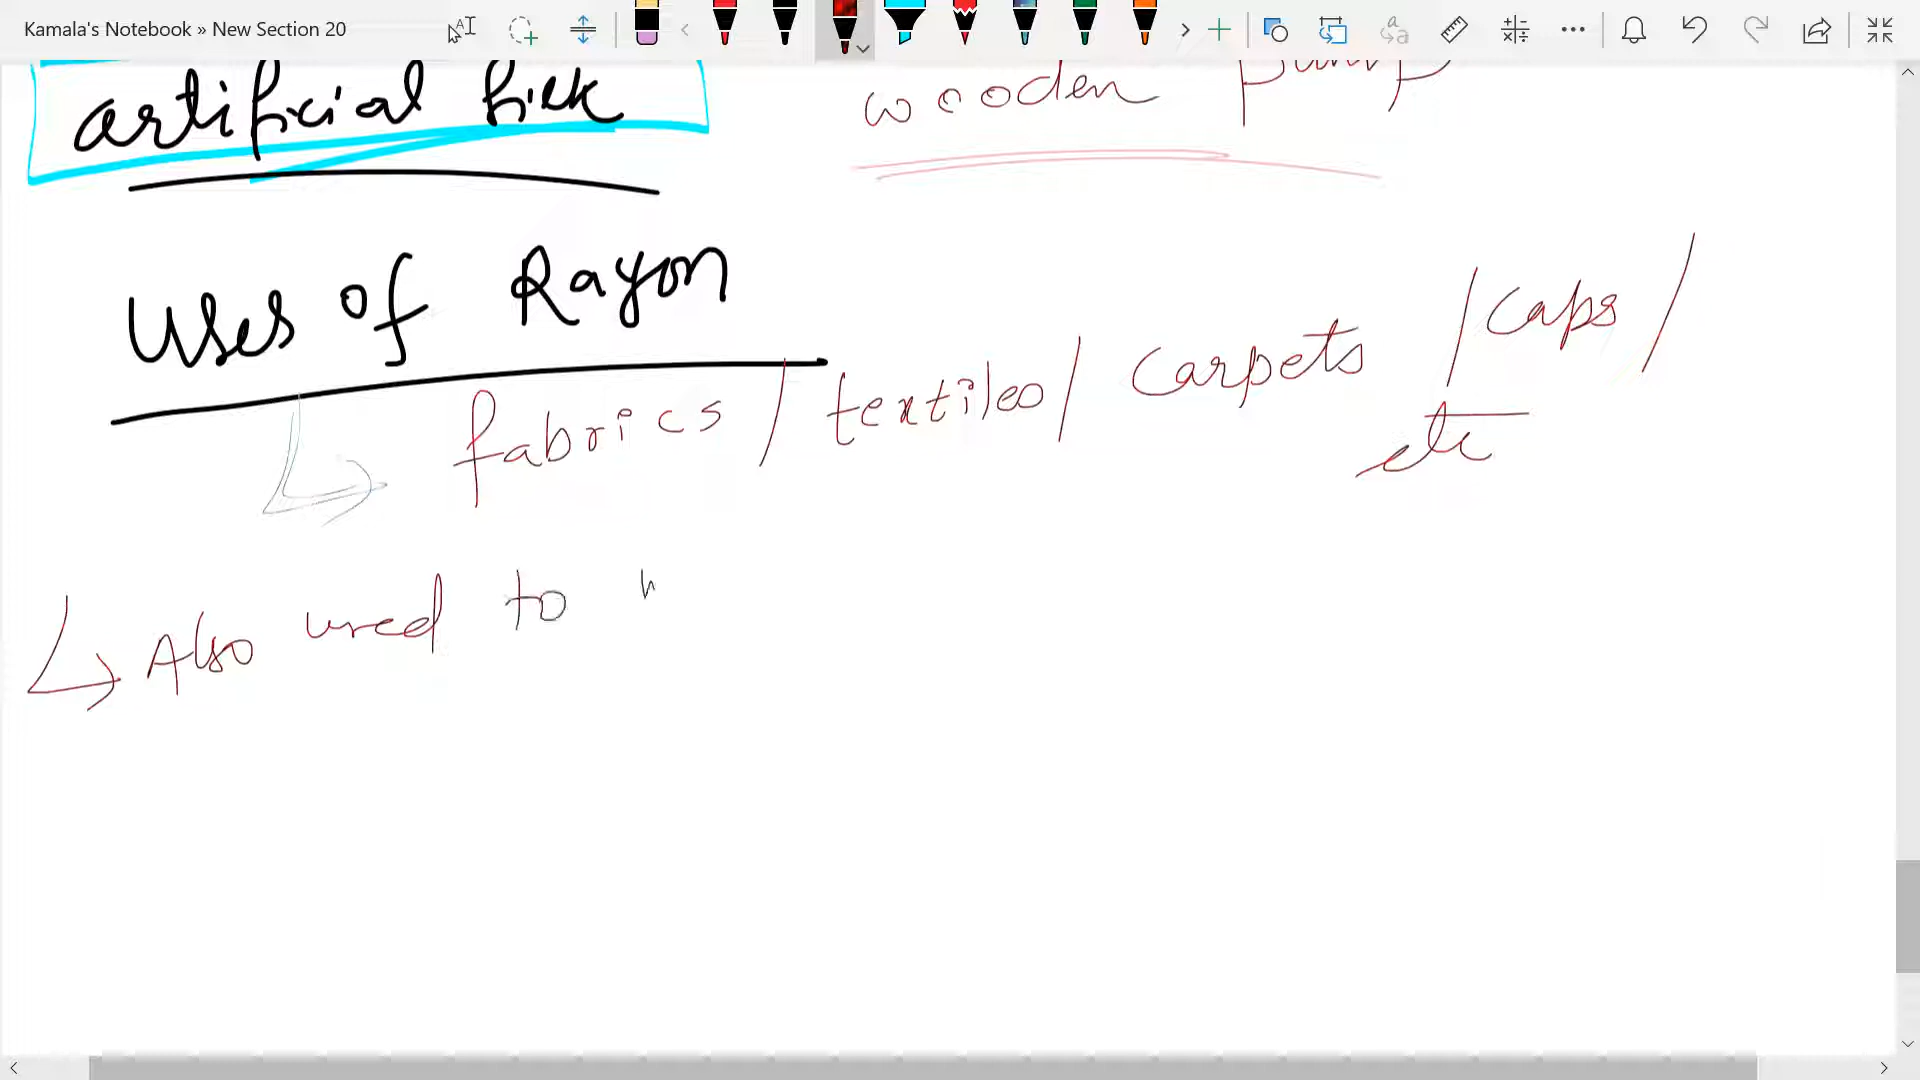 Kamala's Notebook » New Section 20
artificial silk
wooden
Uses of Rayon
fabrics / textiles / carpets / caps /
etc
Also used to